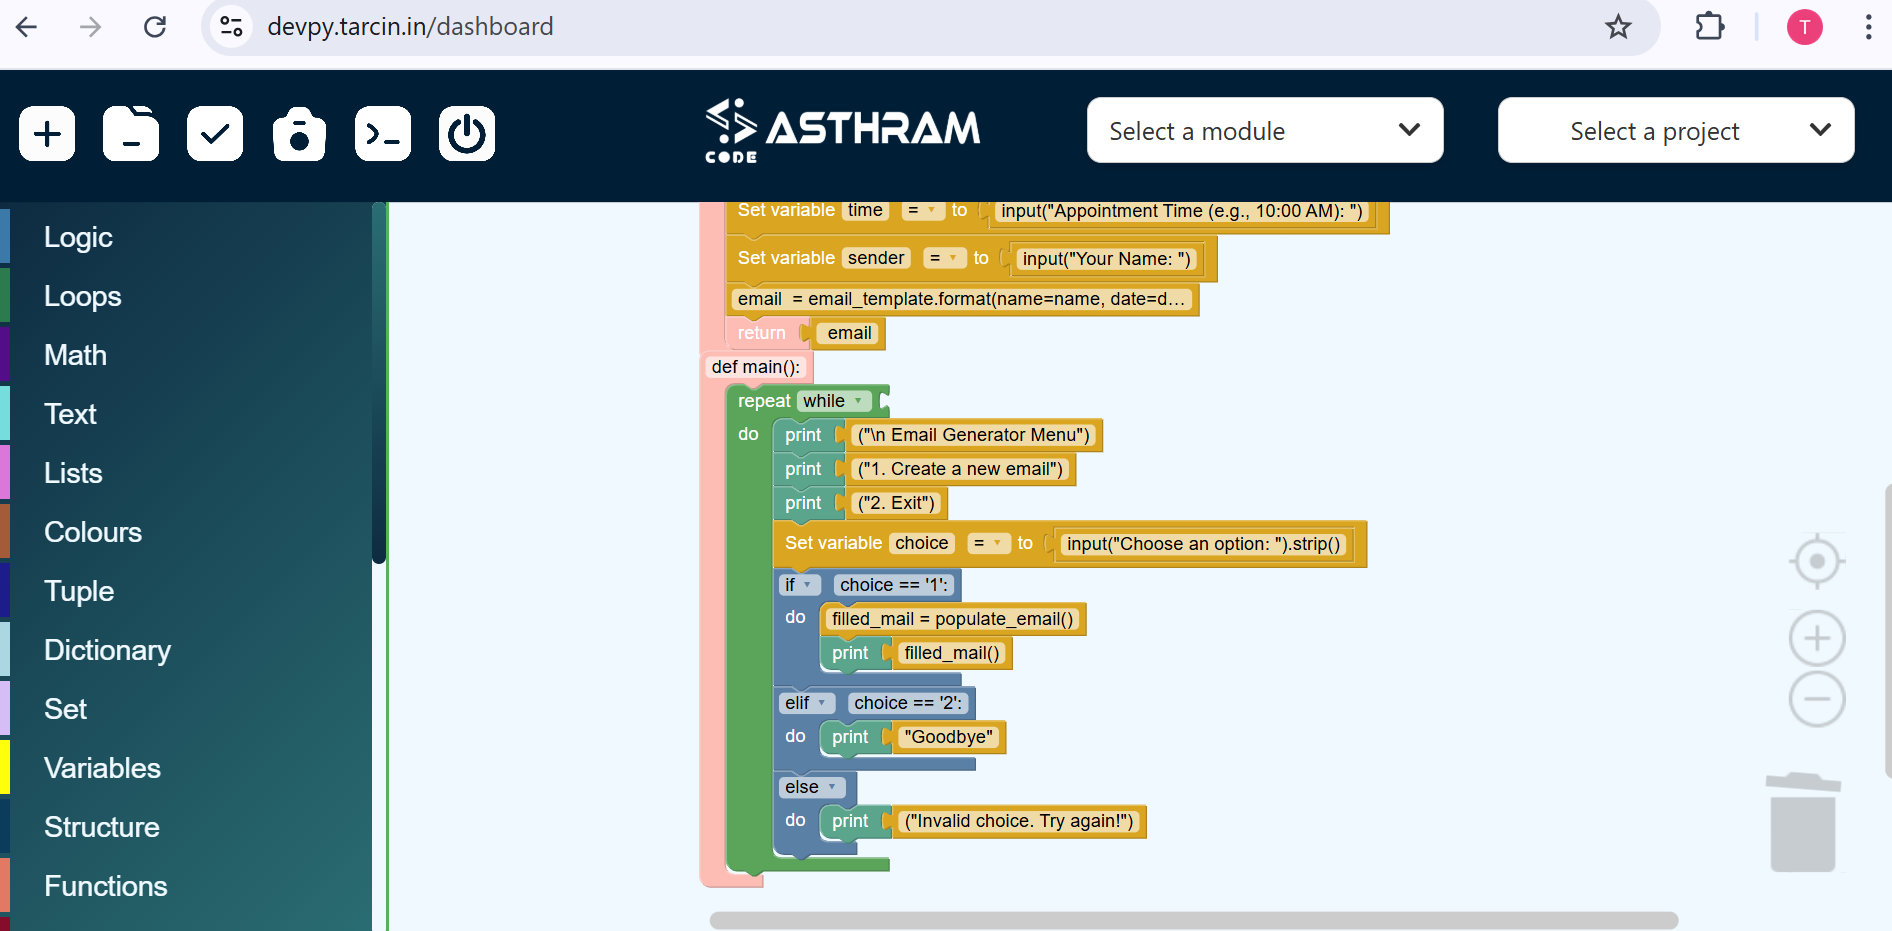 devpy.tarcin.in/dashboard
CODE ASTHRAM
Select a module
Select a project
Logic
Loops
Math
Text
Lists
Colours
Tuple
Dictionary
Set
Variables
Structure
Functions
Set variable time = to input("Appointment Time (e.g., 10:00 AM): ")
Set variable sender = to input("Your Name: ")
email = email_template.format(name=name, date=d...
return email
def main():
repeat while
do print ("\n Email Generator Menu")
print ("1. Create a new email")
print ("2. Exit")
Set variable choice = to input("Choose an option: ").strip()
if choice == '1':
do filled_mail = populate_email()
print filled_mail()
elif choice == '2':
do print "Goodbye"
else
do print ("Invalid choice. Try again!")
T